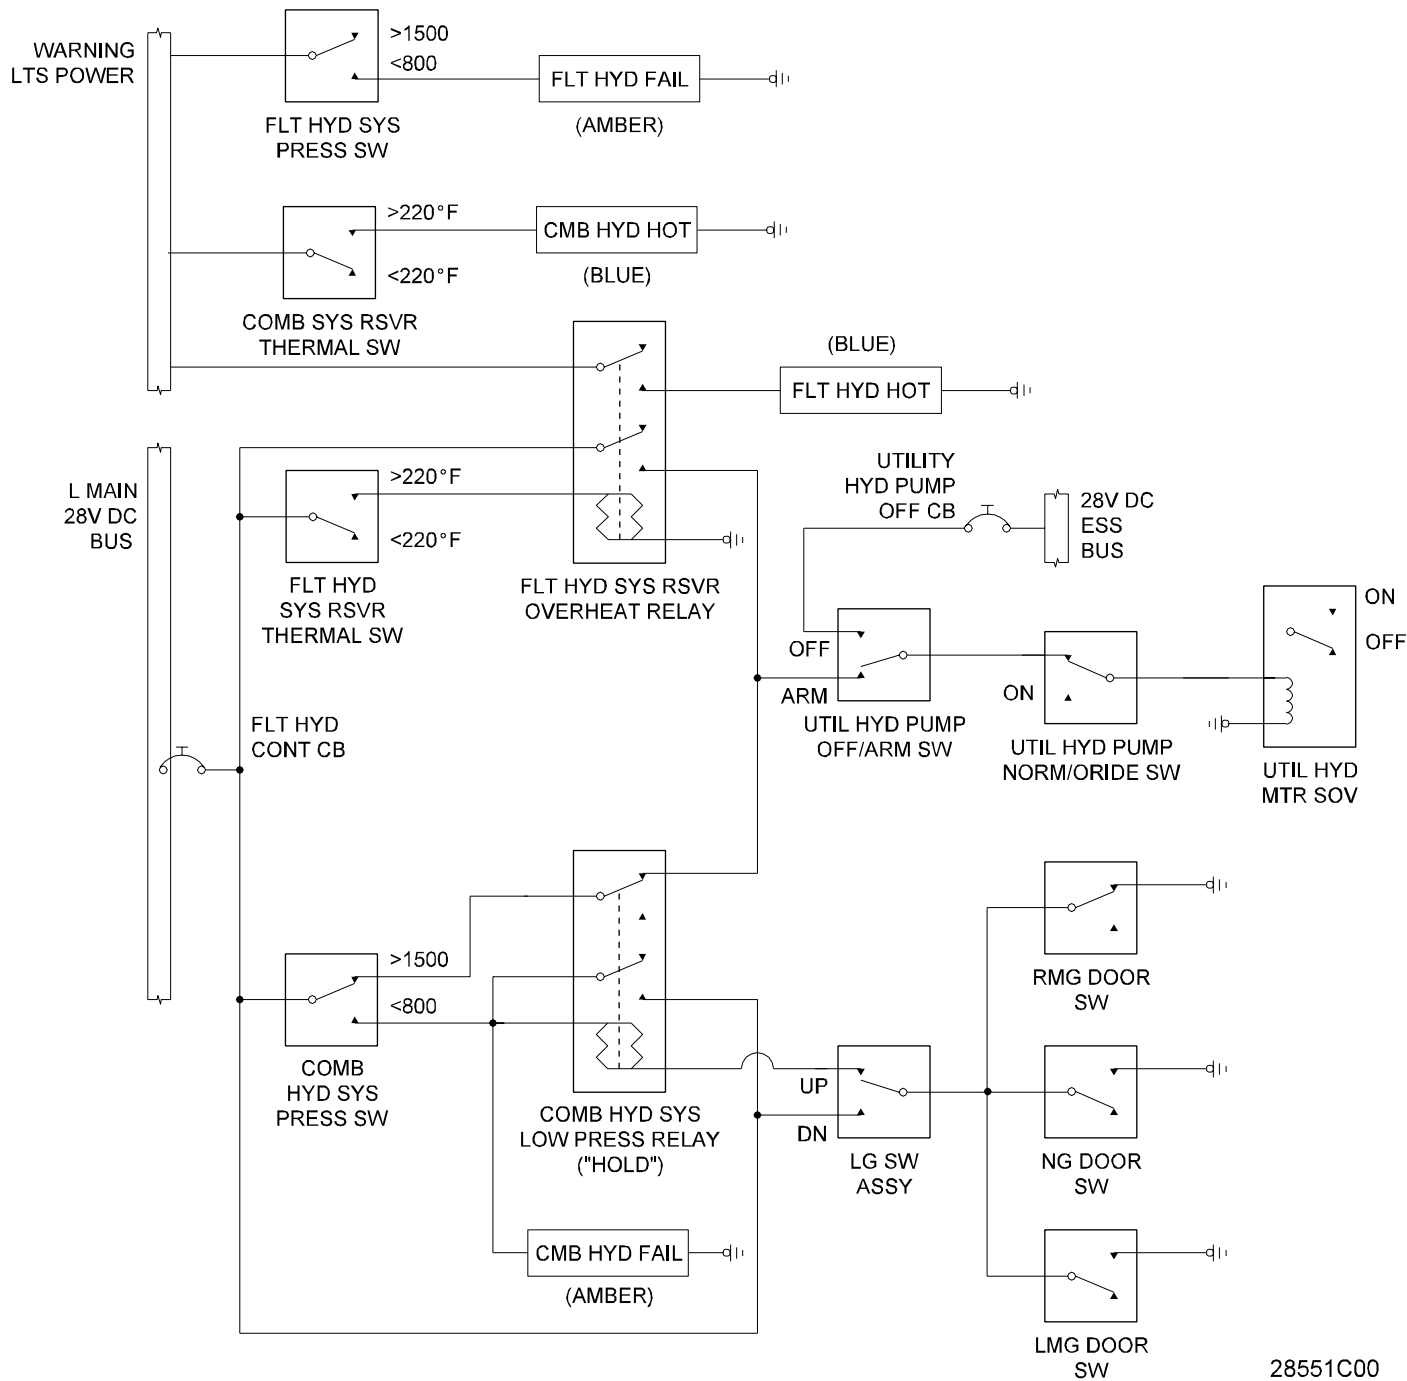 WARNING
LTS POWER
>1500
<800
FLT HYD SYS
PRESS SW
FLT HYD FAIL
(AMBER)
>220°F
<220°F
COMB SYS RSVR
THERMAL SW
CMB HYD HOT
(BLUE)
(BLUE)
FLT HYD HOT
L MAIN
28V DC
BUS
>220°F
<220°F
FLT HYD
SYS RSVR
THERMAL SW
FLT HYD SYS RSVR
OVERHEAT RELAY
UTILITY
HYD PUMP
OFF CB
28V DC
ESS
BUS
OFF
ARM
UTIL HYD PUMP
OFF/ARM SW
ON
UTIL HYD PUMP
NORM/ORIDE SW
ON
OFF
UTIL HYD
MTR SOV
FLT HYD
CONT CB
>1500
<800
COMB
HYD SYS
PRESS SW
COMB HYD SYS
LOW PRESS RELAY
("HOLD")
UP
DN
LG SW
ASSY
RMG DOOR
SW
NG DOOR
SW
LMG DOOR
SW
CMB HYD FAIL
(AMBER)
28551C00